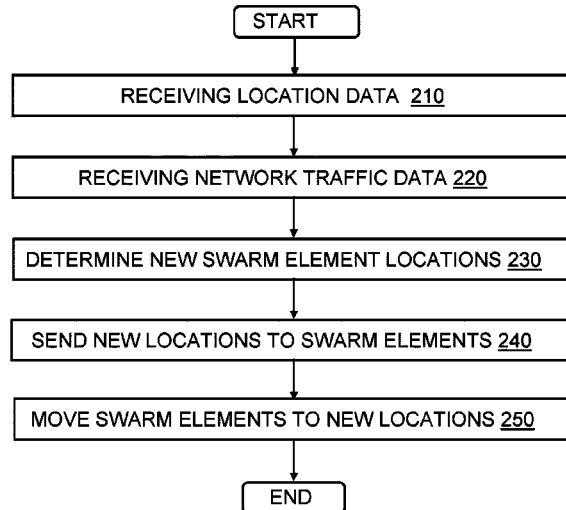 START
RECEIVING LOCATION DATA 210
RECEIVING NETWORK TRAFFIC DATA 220
DETERMINE NEW SWARM ELEMENT LOCATIONS 230
SEND NEW LOCATIONS TO SWARM ELEMENTS 240
MOVE SWARM ELEMENTS TO NEW LOCATIONS 250
END